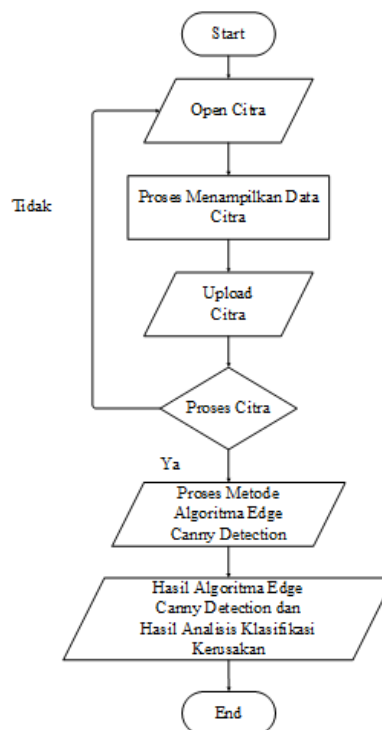 Start
Open Citra
Tidak
Proses Menampilkan Data
Citra
Upload
Citra
Proses Citra
Ya
Proses Metode
Algoritma Edge
Canny Detection
Hasil Algoritma Edge
Canny Detection dan
Hasil Analisis Klasifikasi
Kerusakan
End